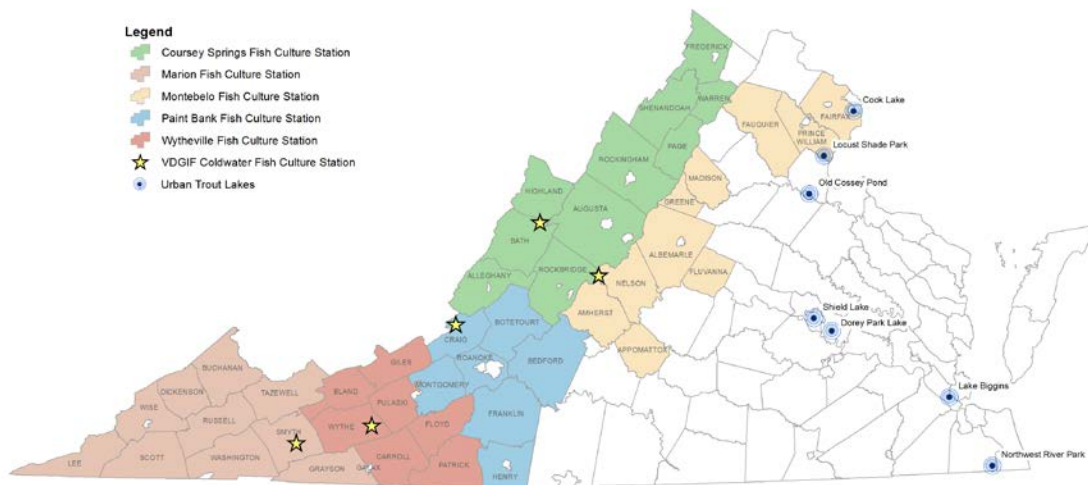 Legend
Coursey Springs Fish Culture Station
Marion Fish Culture Station
Montebelo Fish Culture Station
Paint Bank Fish Culture Station
Wytheville Fish Culture Station
VDGIF Coldwater Fish Culture Station
Urban Trout Lakes
FREDERICK
WARREN
SHENANDOAH
FAUQUIER
FAIRFAX
Cook Lake
PRINCE
WILLIAM
Locust Shade Park
PAGE
ROCKINGHAM
MADISON
Old Cossey Pond
HIGHLAND
GREENE
AUGUSTA
BATH
ALBEMARLE
ALLEGHANY
ROCKBRIDGE
NELSON
FLUVANNA
AMHERST
Shield Lake
Dorey Park Lake
BOTETOURT
CRAIG
APPOMATTOX
ROANOKE
BEDFORD
GILES
BUCHANAN
MONTGOMERY
DICKENSON
TAZEWELL
BLAND
PULASKI
Lake Biggins
WISE
RUSSELL
FRANKLIN
SMYTH
WYTHE
FLOYD
LEE
SCOTT
WASHINGTON
CARROLL
PATRICK
GRAYSON
GALAX
HENRY
Northwest River Park